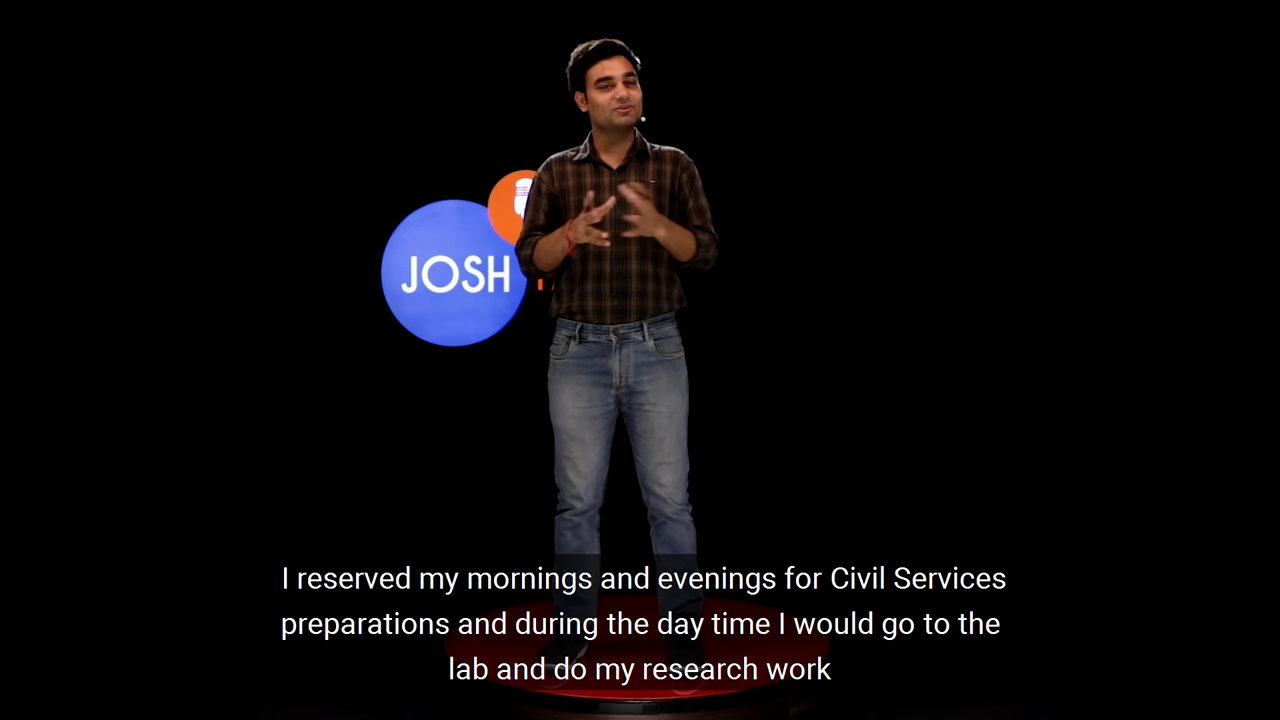 JOSH
I reserved my mornings and evenings for Civil Services
preparations and during the day time I would go to the
lab and do my research work